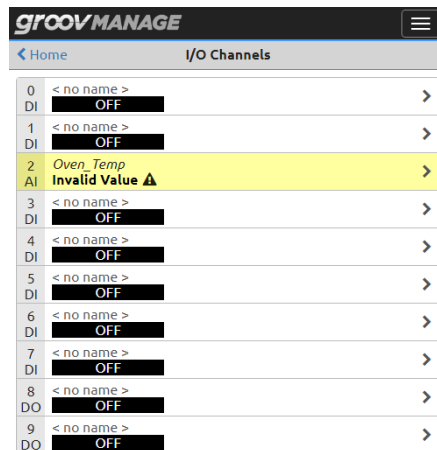 groov MANAGE
Home I/O Channels
0 < no name >
DI OFF
1 < no name >
DI OFF
2 Oven_Temp
AI Invalid Value
3 < no name >
DI OFF
4 < no name >
DI OFF
5 < no name >
DI OFF
6 < no name >
DI OFF
7 < no name >
DI OFF
8 < no name >
DO OFF
9 < no name >
DO OFF